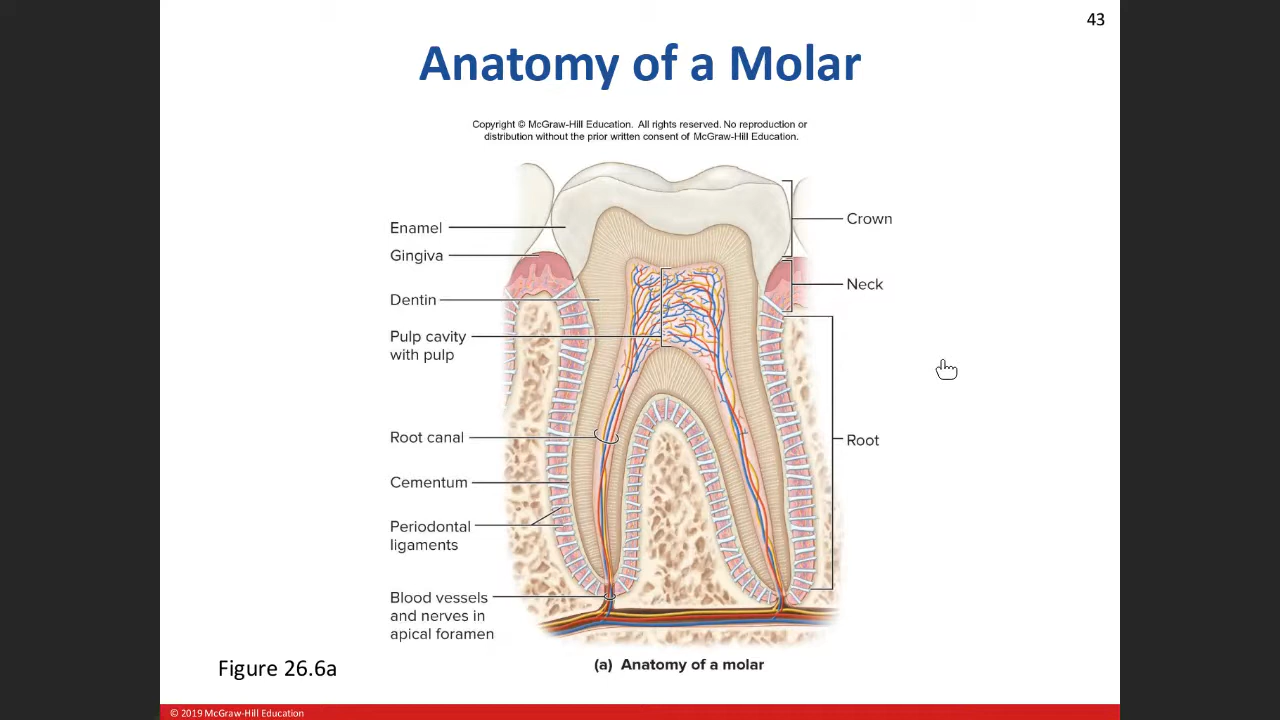 43
Anatomy of a Molar
Copyright © McGraw-Hill Education. All rights reserved. No reproduction or
distribution without the prior written consent of McGraw-Hill Education.
Enamel
Gingiva
Dentin
Pulp cavity
with pulp
Root canal
Cementum
Periodontal
ligaments
Blood vessels
and nerves in
apical foramen
Crown
Neck
Root
(a) Anatomy of a molar
Figure 26.6a
© 2019 McGraw-Hill Education